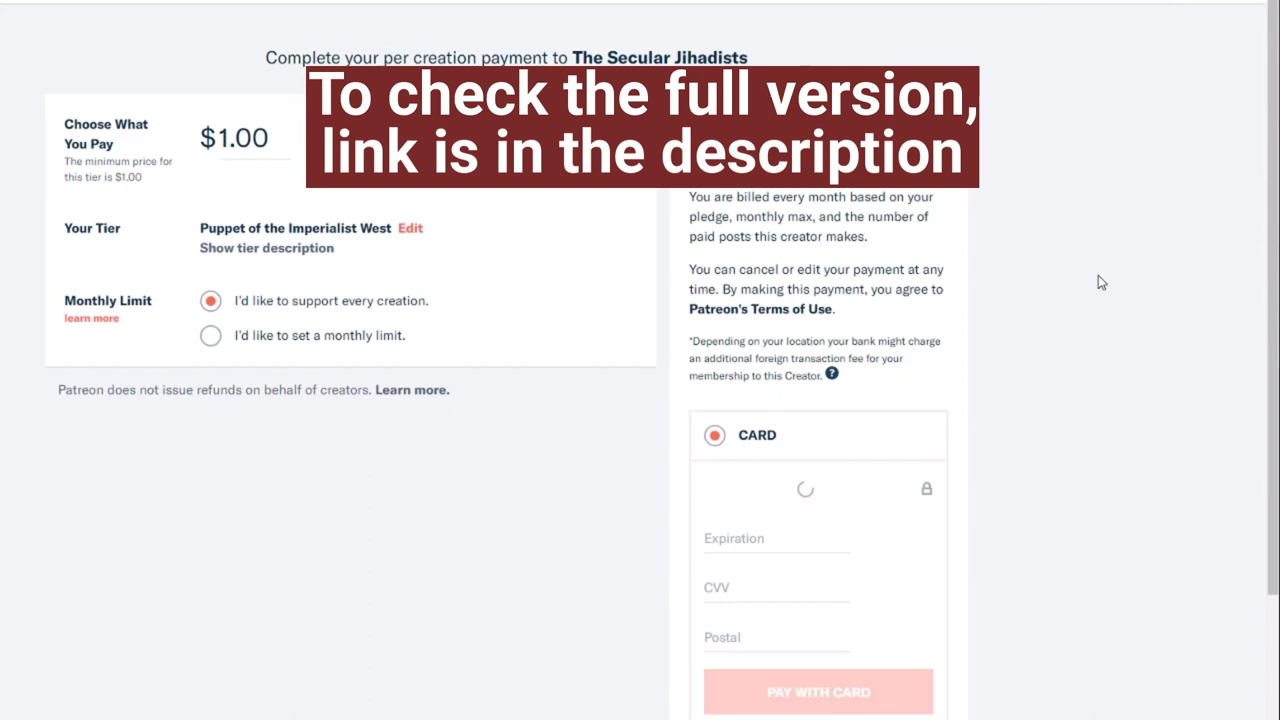 Complete your per creation payment to The Secular Jihadists
To check the full version,
link is in the description
Choose What
You Pay
The minimum price for
this tier is $1.00
$1.00
Your Tier
Puppet of the Imperialist West Edit
Show tier description
Monthly Limit
learn more
I'd like to support every creation.
I'd like to set a monthly limit.
Patreon does not issue refunds on behalf of creators. Learn more.
You are billed every month based on your
pledge, monthly max, and the number of
paid posts this creator makes.
You can cancel or edit your payment at any
time. By making this payment, you agree to
Patreon's Terms of Use.
*Depending on your location your bank might charge
an additional foreign transaction fee for your
membership to this Creator. ?
CARD
Expiration
CVV
Postal
PAY WITH CARD